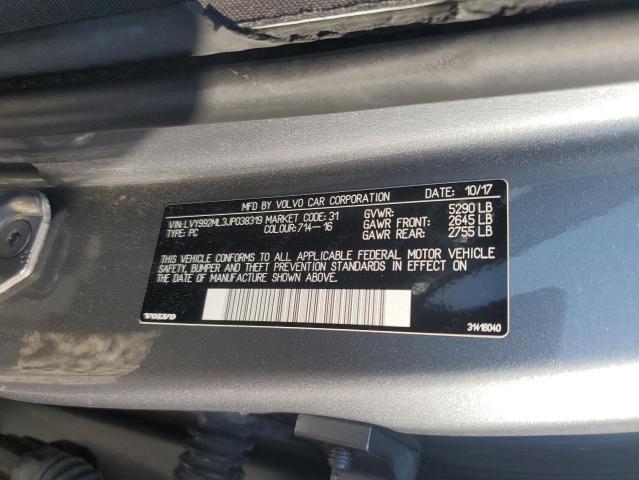 MFD BY VOLVO CAR CORPORATION DATE: 10/17
VIN:LVY992ML3JP038319 MARKET CODE: 31 GVWR: 5290 LB
TYPE: PC COLOUR:714-16 GAWR FRONT: 2645 LB
GAWR REAR: 2755 LB
THIS VEHICLE CONFORMS TO ALL APPLICABLE FEDERAL MOTOR VEHICLE
SAFETY, BUMPER AND THEFT PREVENTION STANDARDS IN EFFECT ON
THE DATE OF MANUFACTURE SHOWN ABOVE.
VOLVO 31416040